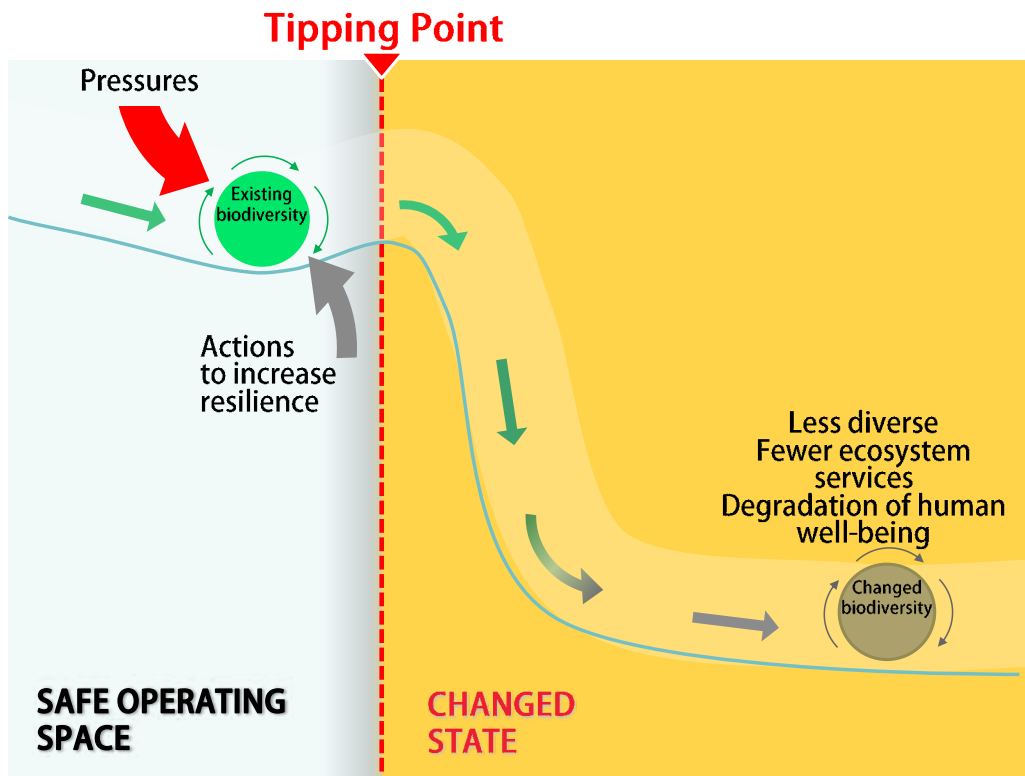 Tipping Point
Pressures
Existing
biodiversity
Actions
to increase
resilience
Less diverse
Fewer ecosystem
services
Degradation of human
well-being
Changed
biodiversity
SAFE OPERATING
SPACE
CHANGED
STATE